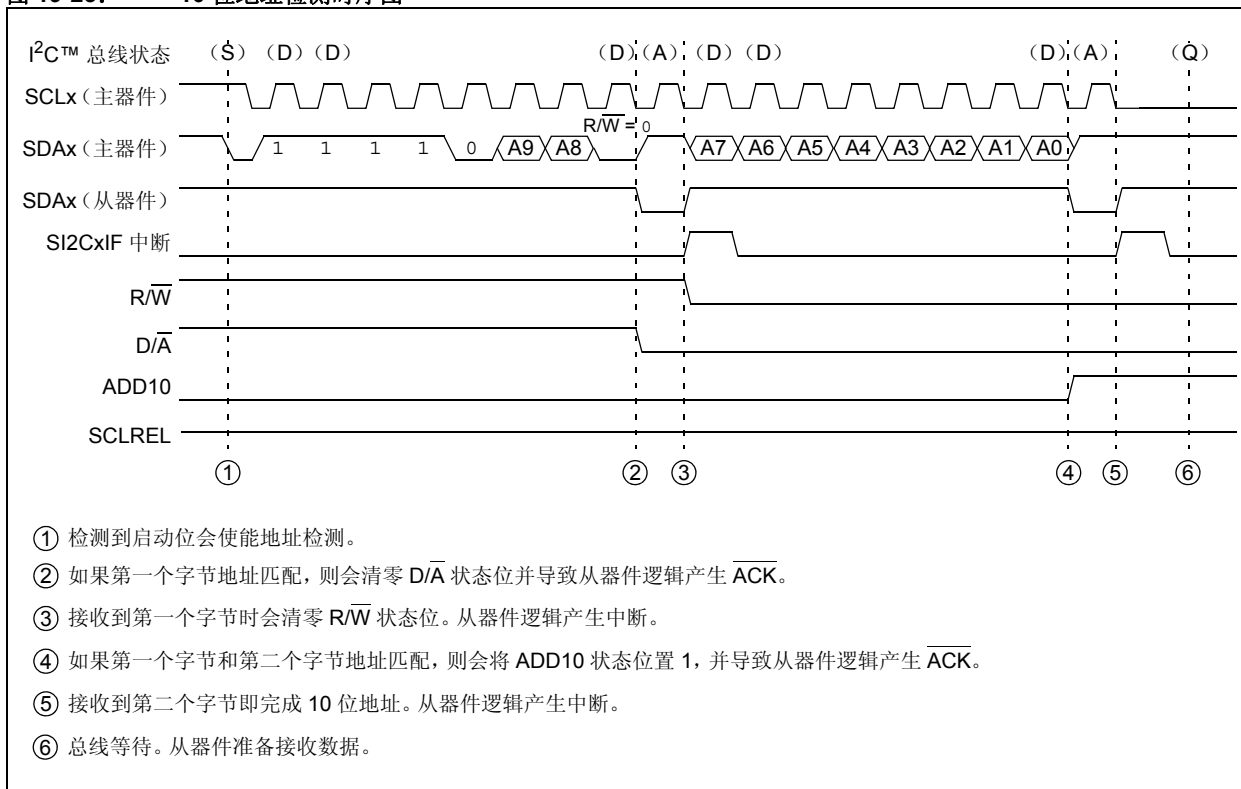 I²C™ 总线状态 (S) (D) (D) (D) (A) (D) (D) (D) (A) (Q)
SCLx（主器件）
R/W = 0
SDAx（主器件） 1 1 1 1 0 A9 A8 A7 A6 A5 A4 A3 A2 A1 A0
SDAx（从器件）
SI2CxIF 中断
R/W
D/A
ADD10
SCLREL
① ② ③ ④ ⑤ ⑥
① 检测到启动位会使能地址检测。
② 如果第一个字节地址匹配，则会清零 D/A 状态位并导致从器件逻辑产生 ACK。
③ 接收到第一个字节时会清零 R/W 状态位。从器件逻辑产生中断。
④ 如果第一个字节和第二个字节地址匹配，则会将 ADD10 状态位置 1，并导致从器件逻辑产生 ACK。
⑤ 接收到第二个字节即完成 10 位地址。从器件逻辑产生中断。
⑥ 总线等待。从器件准备接收数据。